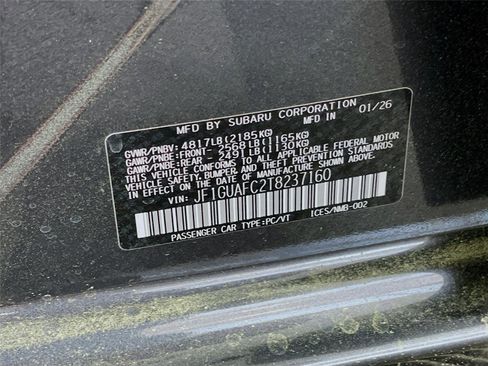 MFD BY SUBARU CORPORATION 01/26
MFD IN
GVWR/PNBV: 4817LB(2185KG)
GAWR/PNBE:FRONT- 2568LB(1165KG)
GAWR/PNBE:REAR - 2491LB(1130KG)
THIS VEHICLE CONFORMS TO ALL APPLICABLE FEDERAL MOTOR
VEHICLE SAFETY, BUMPER, AND THEFT PREVENTION STANDARDS
IN EFFECT ON THE DATE OF MANUFACTURE SHOWN ABOVE.
VIN: JF1GUAFC2T8237160
PASSENGER CAR TYPE:PC/VT ICES/NMB-002